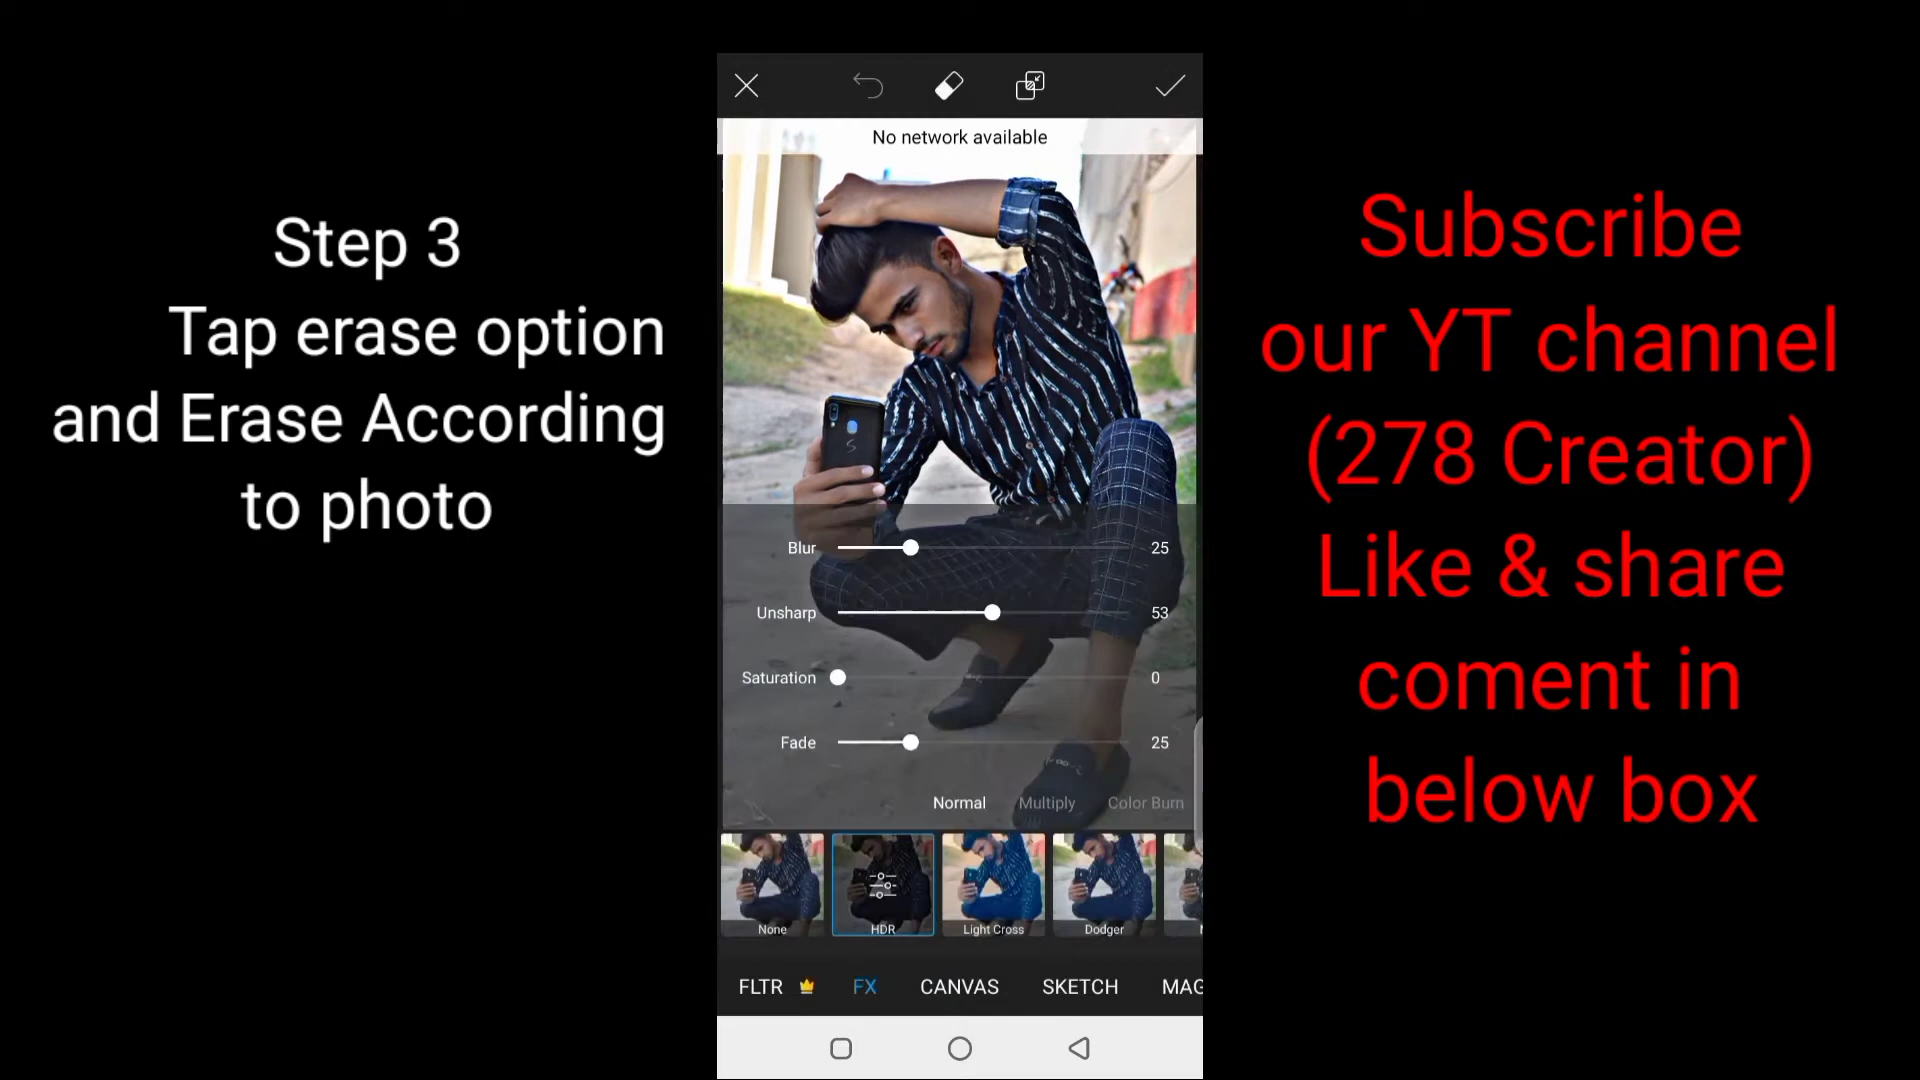 Step 3
Tap erase option
and Erase According
to photo
No network available
Blur 25
Unsharp 53
Saturation 0
Fade 25
Normal Multiply Color Burn
None HDR Light Cross Dodger
FLTR FX CANVAS SKETCH MAG
Subscribe
our YT channel
(278 Creator)
Like & share
coment in
below box